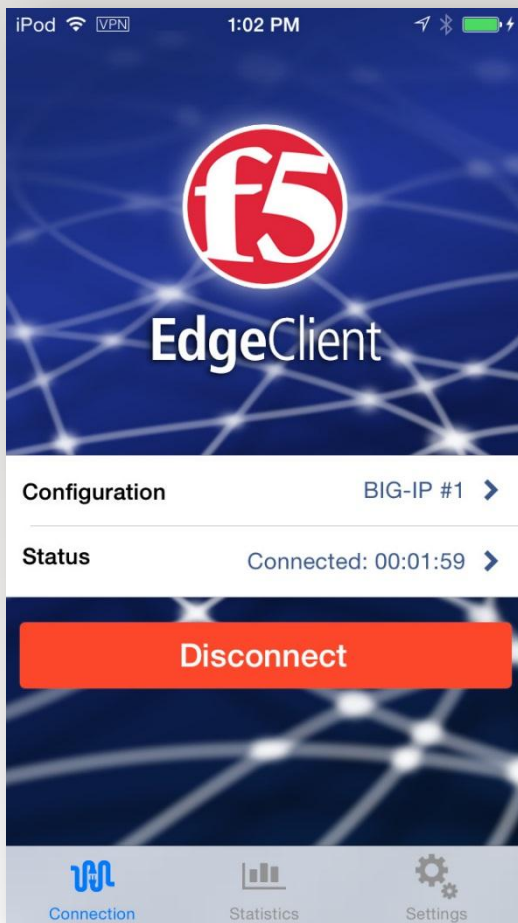 iPod VPN 1:02 PM
f5
EdgeClient
Configuration BIG-IP #1
Status Connected: 00:01:59
Disconnect
Connection Statistics Settings